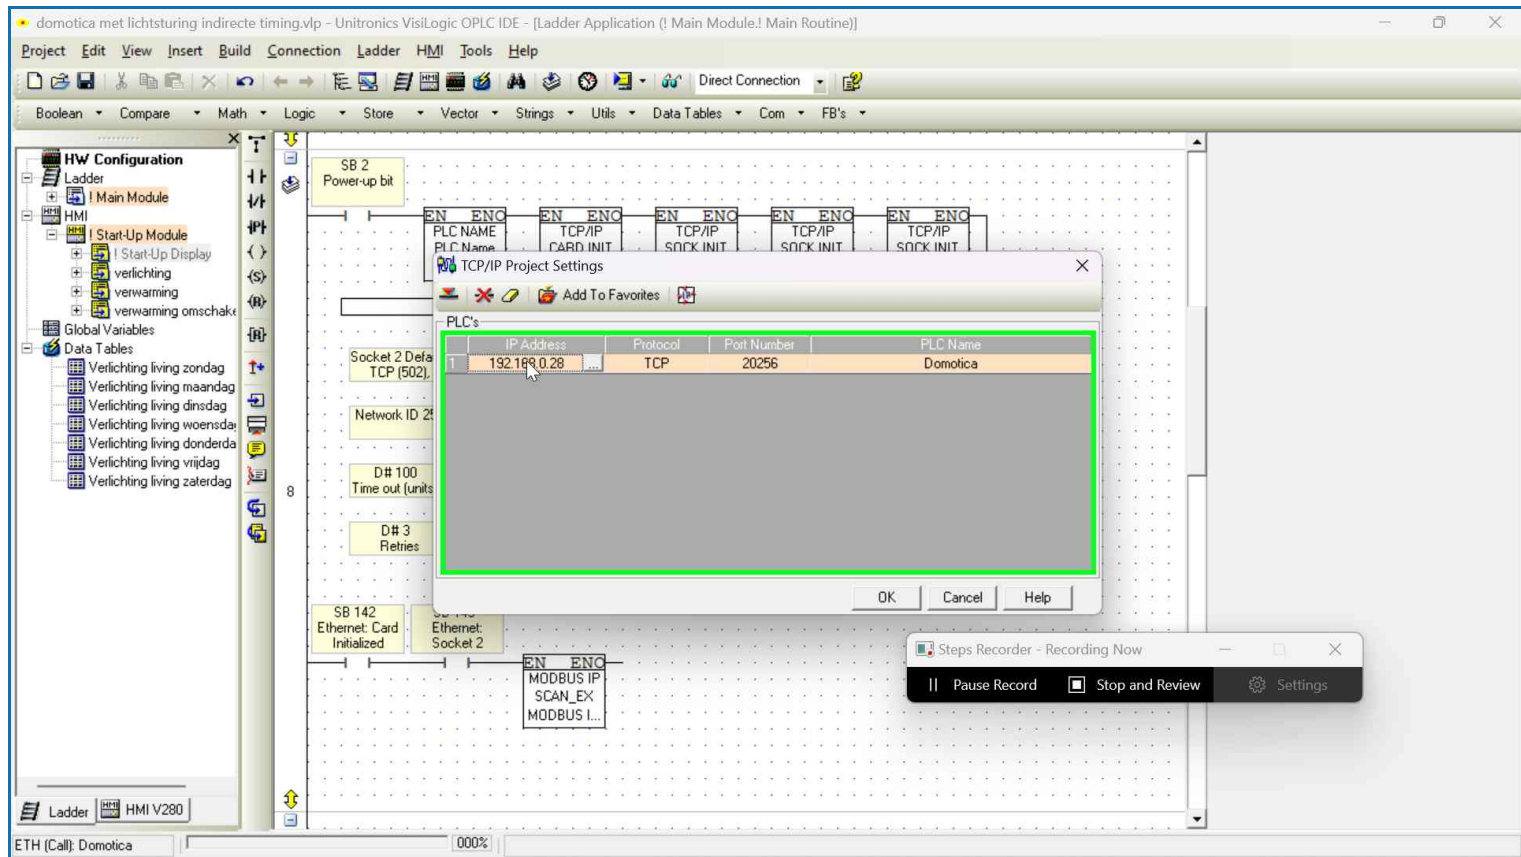 domotica met lichtsturing indirecte timing.vlp - Unitronics VisiLogic OPLC IDE - [Ladder Application (! Main Module.! Main Routine)]
Project Edit View Insert Build Connection Ladder HMI Tools Help
Direct Connection
Boolean Compare Math Logic Store Vector Strings Utils Data Tables Com FB's
HW Configuration
Ladder
! Main Module
HMI
! Start-Up Module
! Start-Up Display
verlichting
verwarming
verwarming omschake
Global Variables
Data Tables
Verlichting living zondag
Verlichting living maandag
Verlichting living dinsdag
Verlichting living woensda
Verlichting living donderda
Verlichting living vrijdag
Verlichting living zaterdag
Ladder
HMI V280
SB 2
Power-up bit
EN ENO EN ENO EN ENO EN ENO EN ENO
PLC NAME TCP/IP TCP/IP TCP/IP TCP/IP
PLC Name CARD INIT SOCK INIT SOCK INIT SOCK INIT
Socket 2 Defa
TCP (502),
Network ID 25
D# 100
Time out (units
8
D# 3
Retries
SB 142
Ethernet: Card
Initialized
Ethernet:
Socket 2
EN ENO
MODBUS IP
SCAN_EX
MODBUS I...
TCP/IP Project Settings
Add To Favorites
PLC's
IP Address Protocol Port Number PLC Name
1 192.168.0.28 ... TCP 20256 Domotica
OK Cancel Help
Steps Recorder - Recording Now
Pause Record Stop and Review Settings
ETH (Call): Domotica
000%